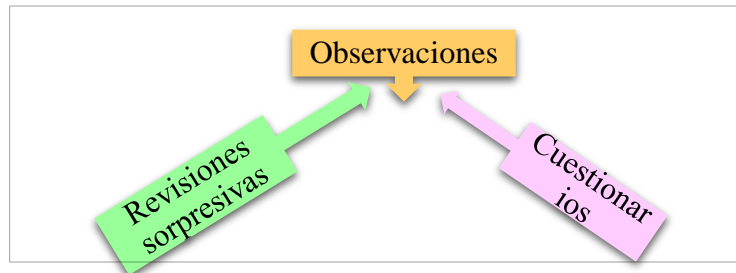 Observaciones
Revisiones
sorpresivas
Cuestionar
ios